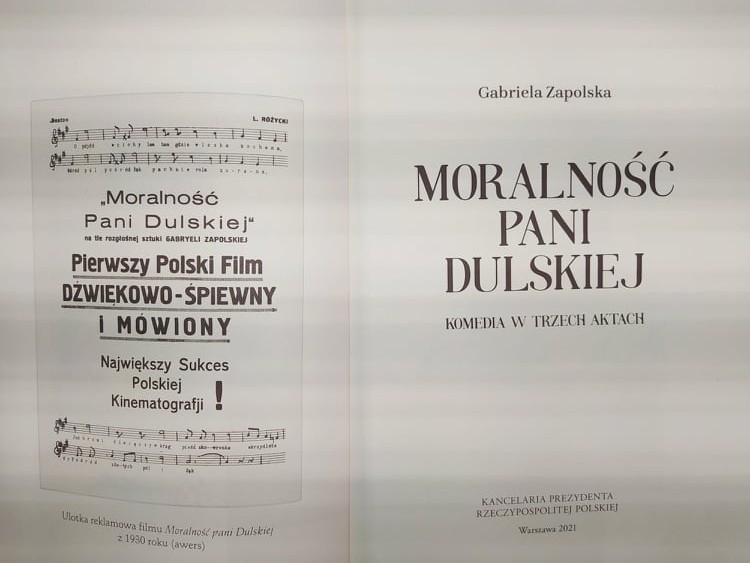 Beston
L. RÓŻYCKI
O pójdź
„Moralność
Pani Dulskiej"
na tle rozgłośnej sztuki GABRYELI ZAPOLSKIEJ
Pierwszy Polski Film
DŹWIĘKOWO-ŚPIEWNY
i MÓWIONY
Największy Sukces
Polskiej
Kinematografji !
Ulotka reklamowa filmu Moralność pani Dulskiej
z 1930 roku (awers)
Gabriela Zapolska
MORALNOŚĆ
PANI
DULSKIEJ
KOMEDIA W TRZECH AKTACH
KANCELARIA PREZYDENTA
RZECZYPOSPOLITEJ POLSKIEJ
Warszawa 2021